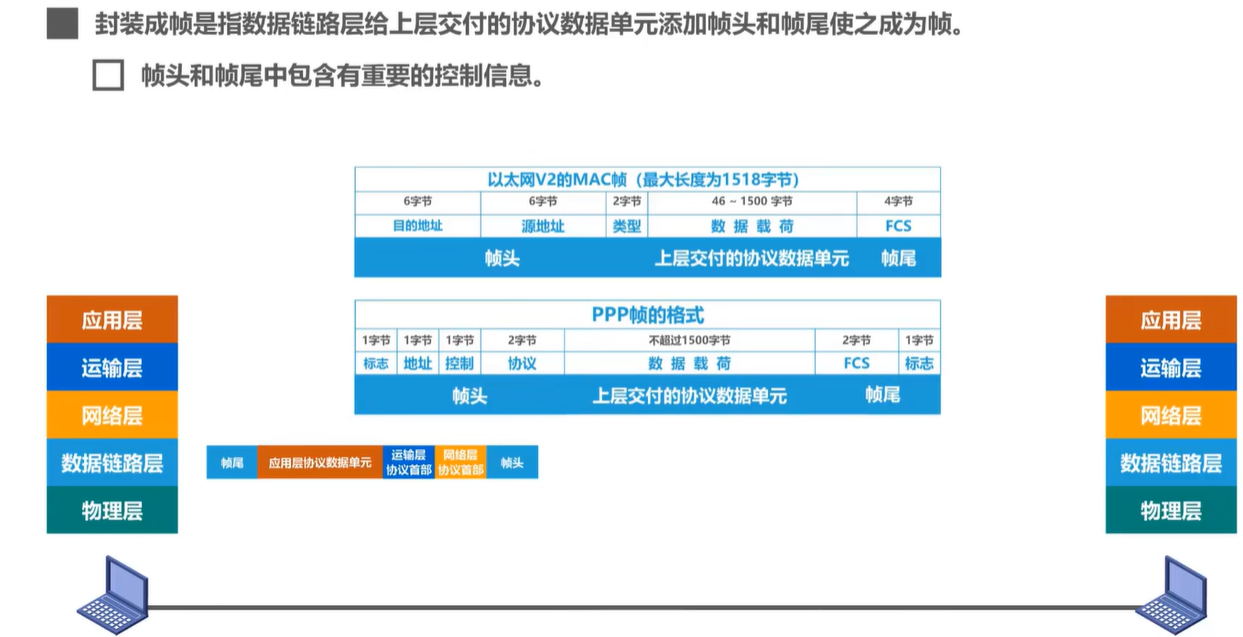 封装成帧是指数据链路层给上层交付的协议数据单元添加帧头和帧尾使之成为帧。
帧头和帧尾中包含有重要的控制信息。
以太网V2的MAC帧（最大长度为1518字节）
6字节 6字节 2字节 46 ~ 1500 字节 4字节
目的地址 源地址 类型 数 据 载 荷 FCS
帧头 上层交付的协议数据单元 帧尾
PPP帧的格式
1字节 1字节 1字节 2字节 不超过1500字节 2字节 1字节
标志 地址 控制 协议 数 据 载 荷 FCS 标志
帧头 上层交付的协议数据单元 帧尾
应用层
运输层
网络层
数据链路层
物理层
帧尾 应用层协议数据单元 运输层 网络层 帧头
协议首部 协议首部
应用层
运输层
网络层
数据链路层
物理层